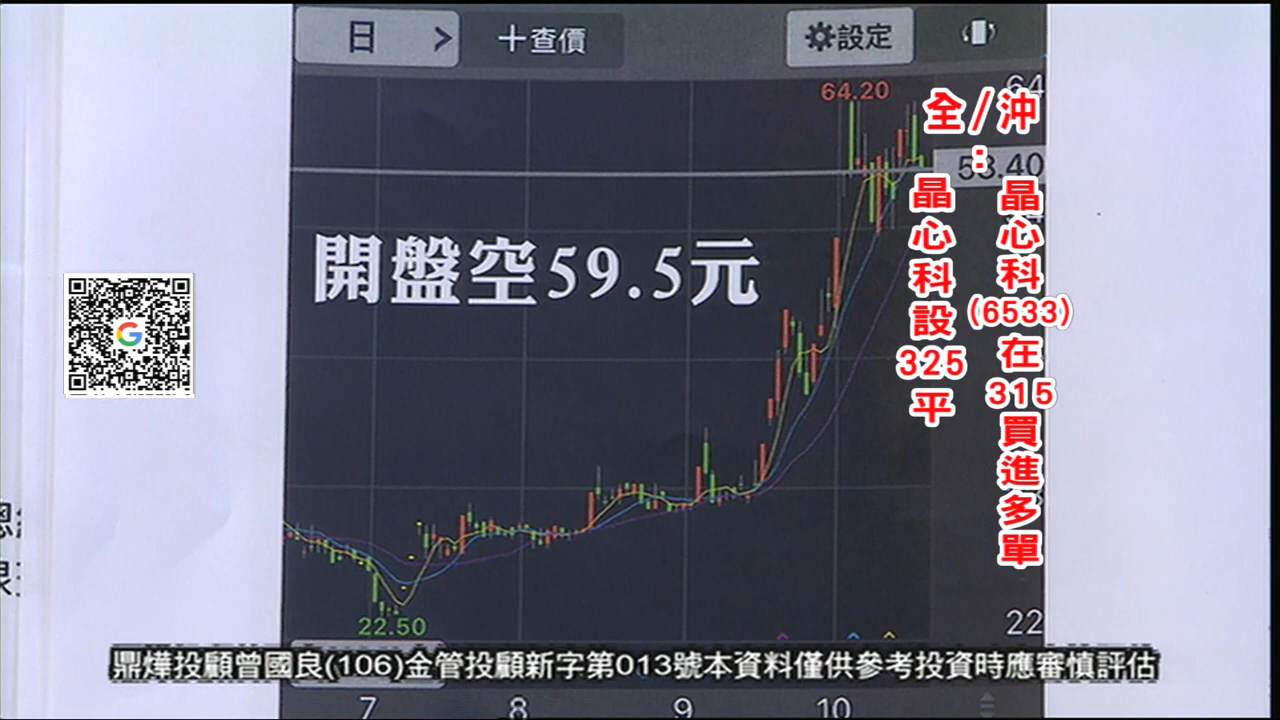 日 >
+查價
設定
64.20
64
58.40
開盤空59.5元
全/沖:
晶心科(6533)在315買進多單
晶心科設325平
22.50
22
鼎燁投顧曾國良(106)金管投顧新字第013號本資料僅供參考投資時應審慎評估
7 8 9 10